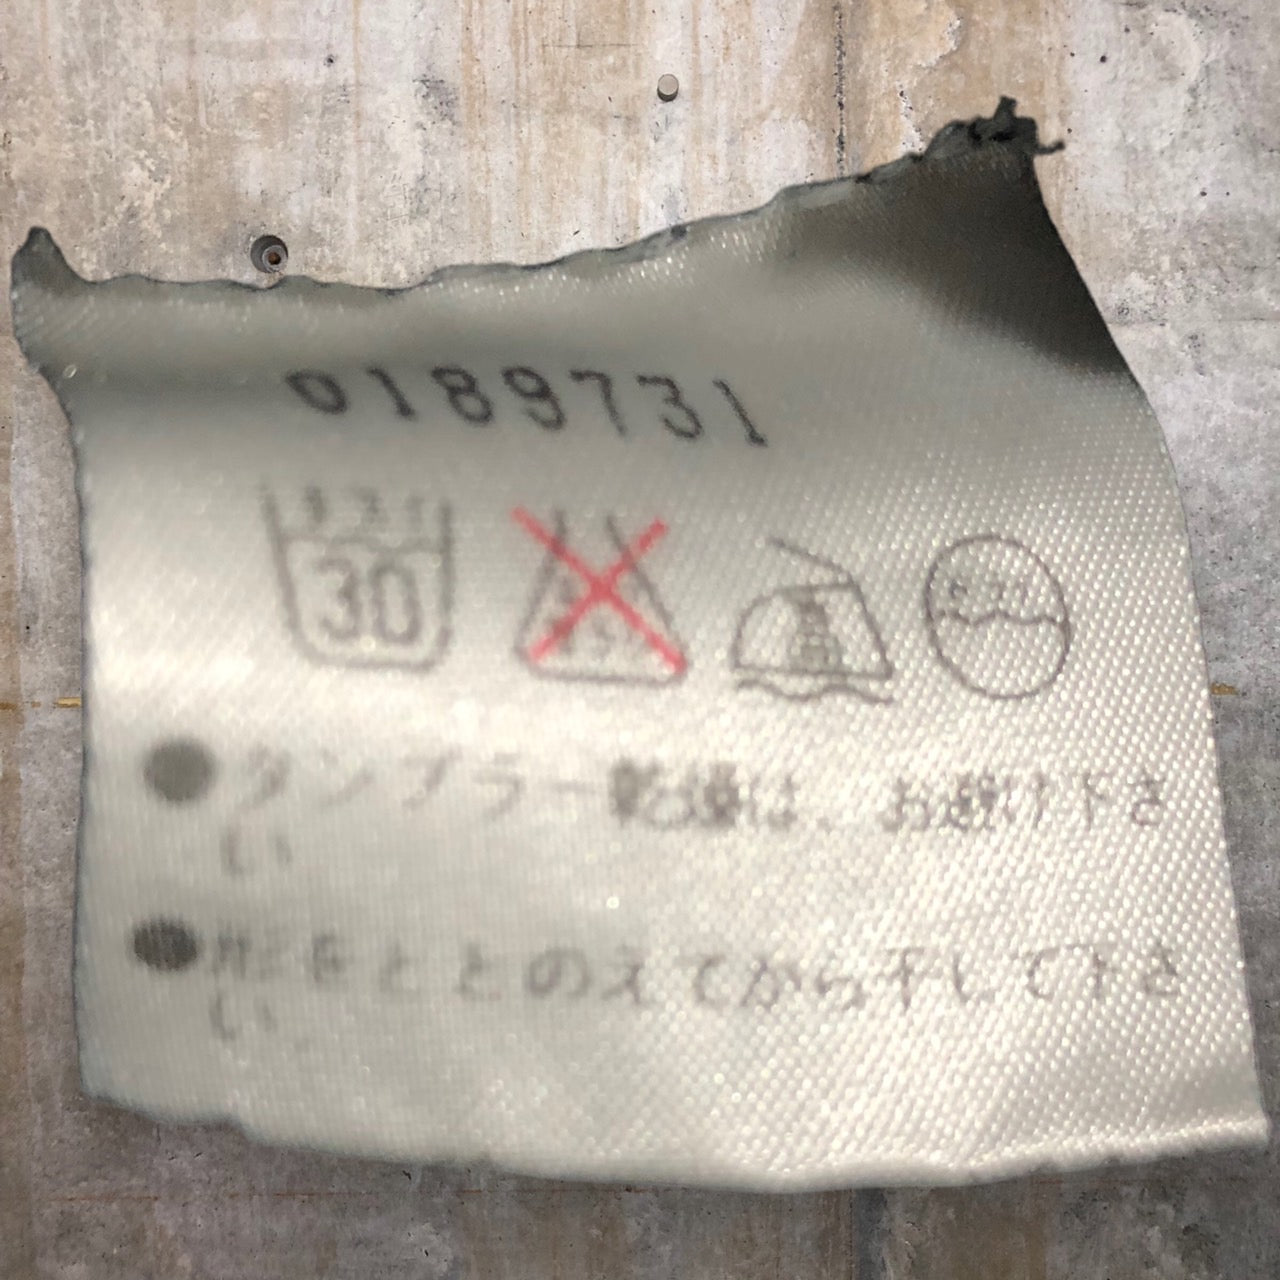 0189731
30
●タンブラー乾燥は、お避け下さ
い
●形をととのえてから干して下さ
い